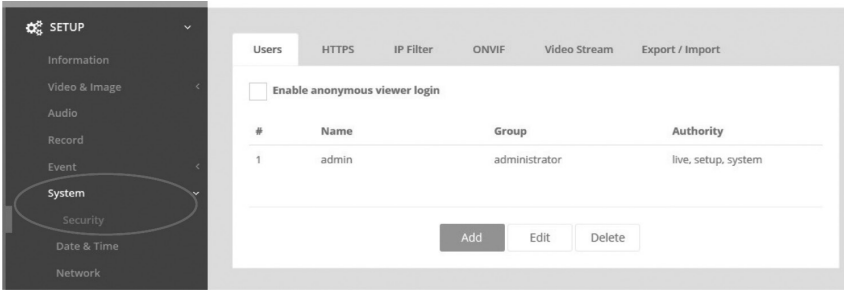 SETUP
Information
Video & Image
Audio
Record
Event
System
Security
Date & Time
Network
Users HTTPS IP Filter ONVIF Video Stream Export / Import
Enable anonymous viewer login
# Name Group Authority
1 admin administrator live, setup, system
Add Edit Delete